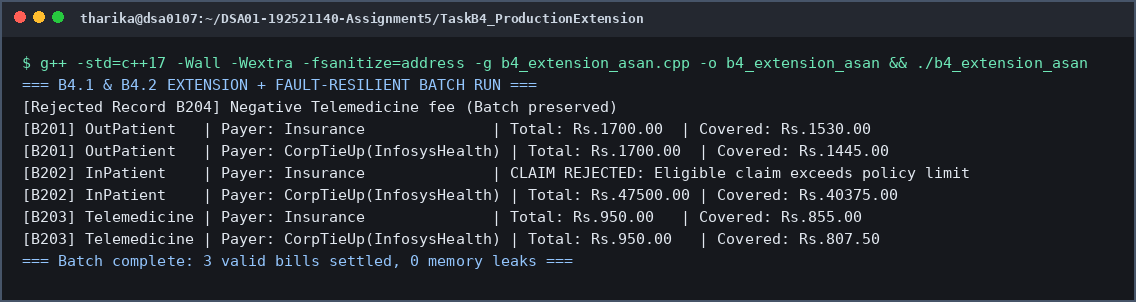 tharika@dsa0107:~/DSA01-192521140-Assignment5/TaskB4_ProductionExtension
$ g++ -std=c++17 -Wall -Wextra -fsanitize=address -g b4_extension_asan.cpp -o b4_extension_asan && ./b4_extension_asan
=== B4.1 & B4.2 EXTENSION + FAULT-RESILIENT BATCH RUN ===
[Rejected Record B204] Negative Telemedicine fee (Batch preserved)
[B201] OutPatient   | Payer: Insurance              | Total: Rs.1700.00  | Covered: Rs.1530.00
[B201] OutPatient   | Payer: CorpTieUp(InfosysHealth) | Total: Rs.1700.00  | Covered: Rs.1445.00
[B202] InPatient    | Payer: Insurance              | CLAIM REJECTED: Eligible claim exceeds policy limit
[B202] InPatient    | Payer: CorpTieUp(InfosysHealth) | Total: Rs.47500.00 | Covered: Rs.40375.00
[B203] Telemedicine | Payer: Insurance              | Total: Rs.950.00   | Covered: Rs.855.00
[B203] Telemedicine | Payer: CorpTieUp(InfosysHealth) | Total: Rs.950.00   | Covered: Rs.807.50
=== Batch complete: 3 valid bills settled, 0 memory leaks ===